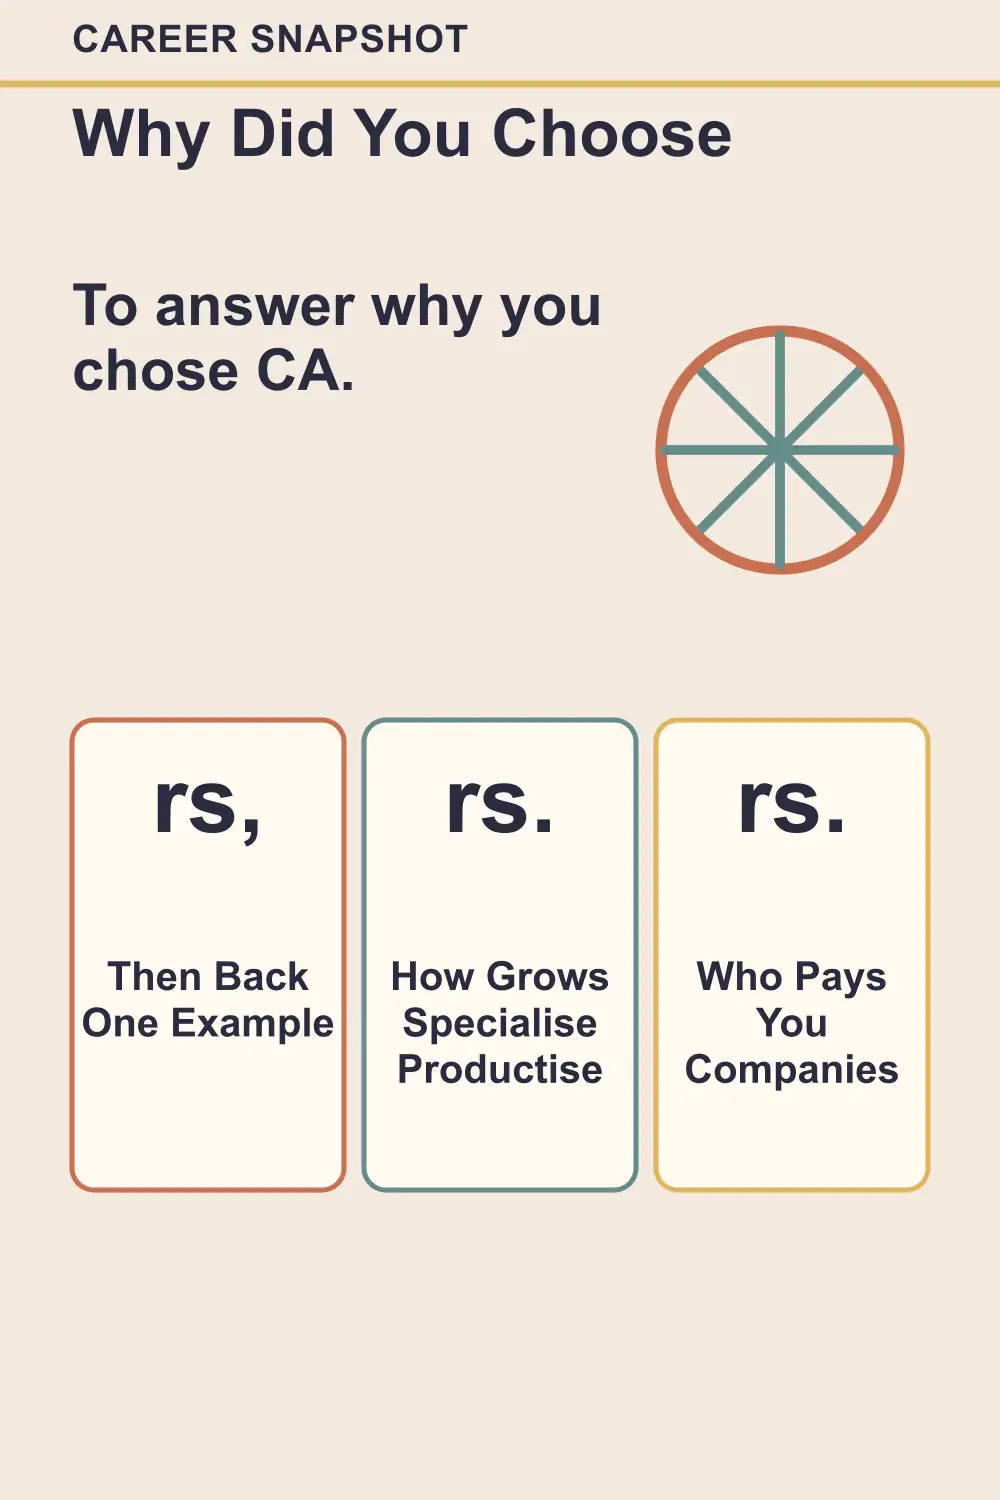 CAREER SNAPSHOT
Why Did You Choose
To answer why you
chose CA.
rs,
Then Back
One Example
rs.
How Grows
Specialise
Productise
rs.
Who Pays
You
Companies